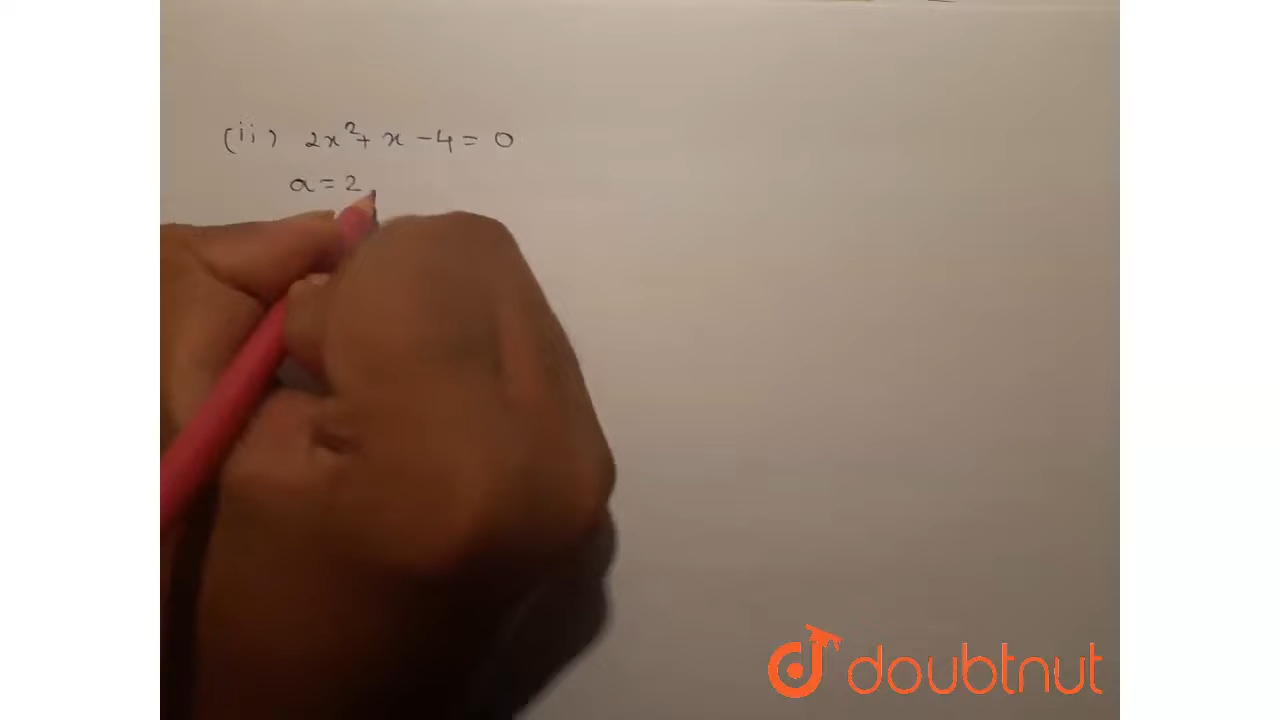 (ii) 2x²+ x - 4 = 0
a = 2,
doubtnut